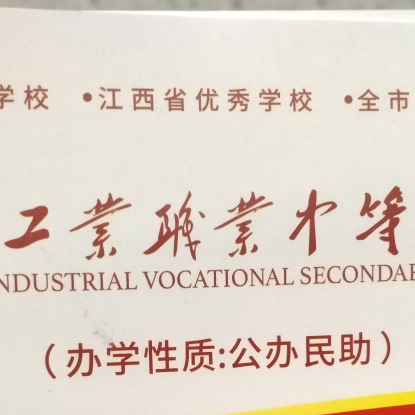 学校 •江西省优秀学校 •全市
工業職業中等
INDUSTRIAL VOCATIONAL SECONDAR
（办学性质:公办民助）